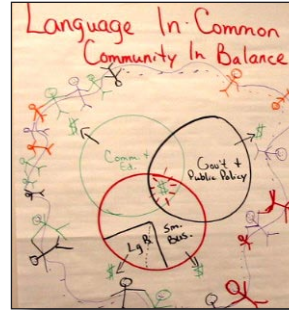 Language In Common
Community In Balance
$
$
Comm. +
Ed.
Gov't +
Public Policy
$
Lg B.
Sm.
Bus.
$
$